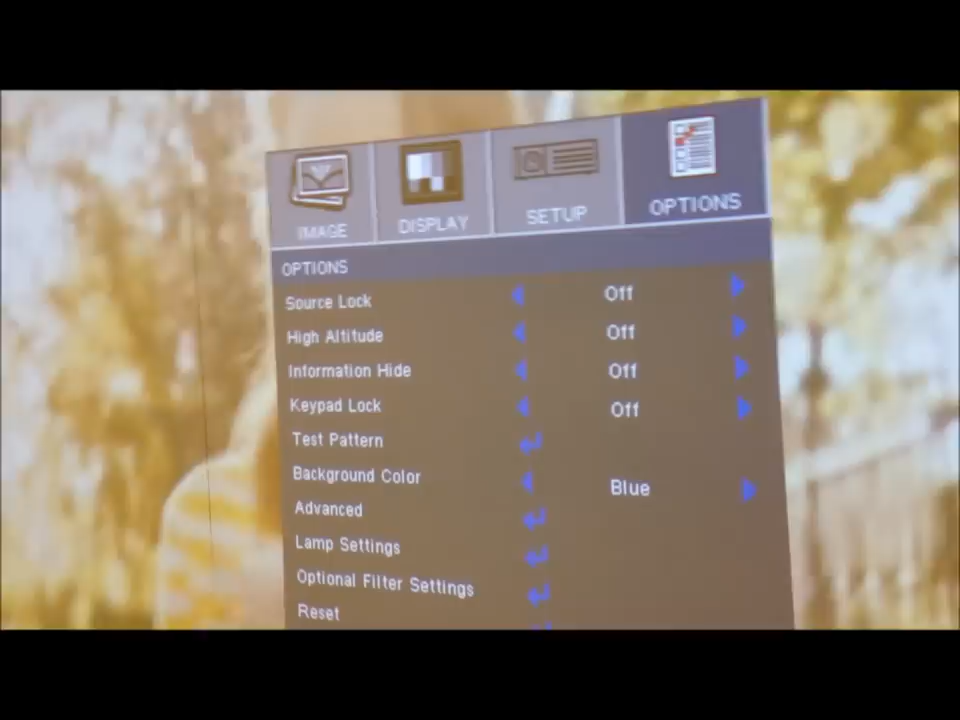 IMAGE DISPLAY SETUP OPTIONS
OPTIONS
Source Lock Off
High Altitude Off
Information Hide Off
Keypad Lock Off
Test Pattern
Background Color Blue
Advanced
Lamp Settings
Optional Filter Settings
Reset